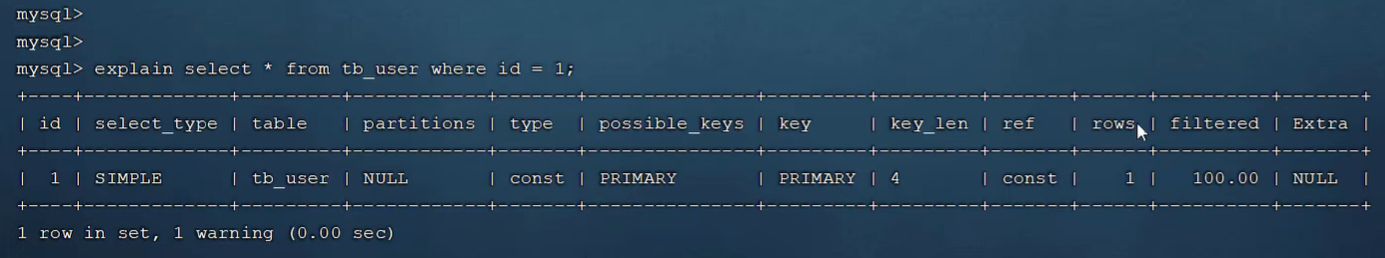 mysql>
mysql>
mysql> explain select * from tb_user where id = 1;
+----+-------------+---------+------------+-------+---------------+---------+---------+-------+------+----------+-------+
| id | select_type | table   | partitions | type  | possible_keys | key     | key_len | ref   | rows | filtered | Extra |
+----+-------------+---------+------------+-------+---------------+---------+---------+-------+------+----------+-------+
|  1 | SIMPLE      | tb_user | NULL       | const | PRIMARY       | PRIMARY | 4       | const |    1 |   100.00 | NULL  |
+----+-------------+---------+------------+-------+---------------+---------+---------+-------+------+----------+-------+
1 row in set, 1 warning (0.00 sec)